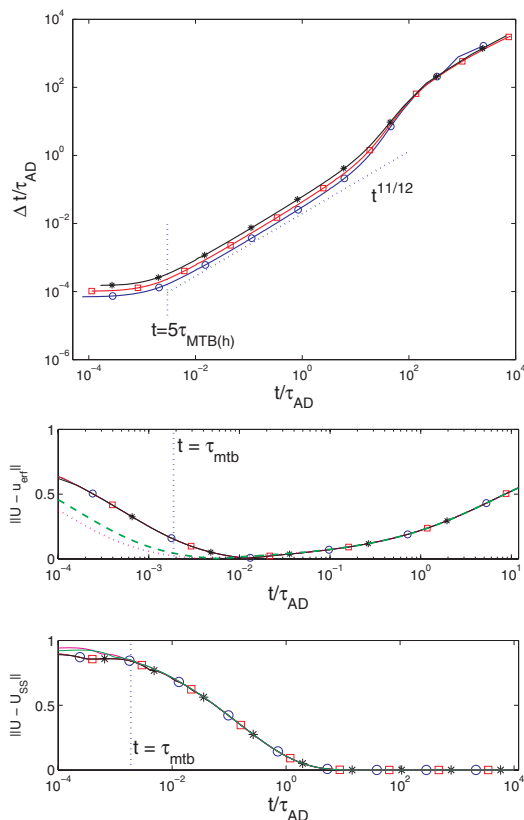 10^4
10^2
10^0
10^-2
10^-4
10^-6
Δ t/τ_AD
t^11/12
t=5τ_MTB(h)
10^-4 10^-2 10^0 10^2 10^4
t/τ_AD
1
0.5
0
||U − u_erf||
t = τ_mtb
10^-4 10^-3 10^-2 10^-1 10^0 10^1
t/τ_AD
1
0.5
0
||U − U_SS||
t = τ_mtb
10^-4 10^-2 10^0 10^2 10^4
t/τ_AD